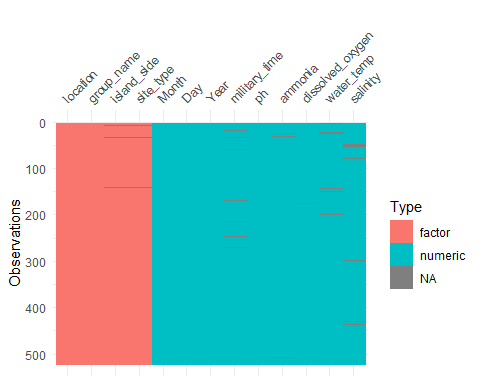 location
group_name
island_side
site_type
Month
Day
Year
military_time
ph
ammonia
dissolved_oxygen
water_temp
salinity
0
100
200
300
400
500
Observations
Type
factor
numeric
NA